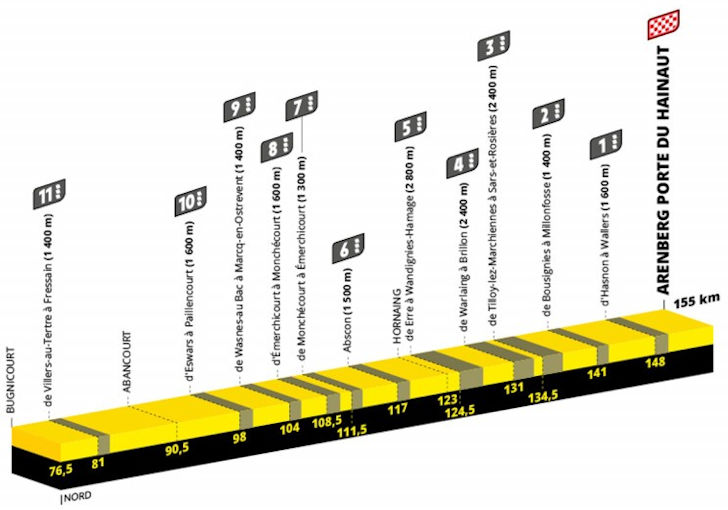 BUGNICOURT
11
de Villers-au-Tertre à Fressain (1 400 m)
ABANCOURT
10
d'Eswars à Paillencourt (1 600 m)
9
de Wasnes-au Bac à Marcq-en-Ostrevent (1 400 m)
8
d'Émerchicourt à Monchécourt (1 600 m)
7
de Monchécourt à Émerchicourt (1 300 m)
6
Abscon (1 500 m)
HORNAING
5
de Erre à Wandignies-Hamage (2 800 m)
4
de Warlaing à Brillon (2 400 m)
3
de Tilloy-lez-Marchiennes à Sars-et-Rosières (2 400 m)
2
de Bousignies à Millonfosse (1 400 m)
1
d'Hasnon à Wallers (1 600 m)
ARENBERG PORTE DU HAINAUT
155 km
76,5
81
90,5
98
104
108,5
111,5
117
123
124,5
131
134,5
141
148
NORD